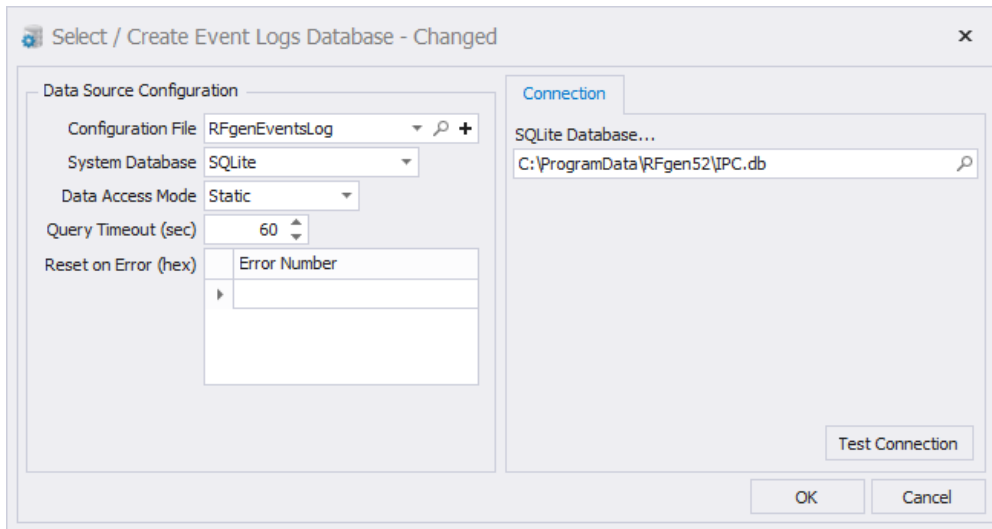 Select / Create Event Logs Database - Changed
Data Source Configuration
Configuration File RFgenEventsLog
System Database SQLite
Data Access Mode Static
Query Timeout (sec) 60
Reset on Error (hex) Error Number
Connection
SQLite Database...
C:\ProgramData\RFgen52\IPC.db
Test Connection
OK Cancel